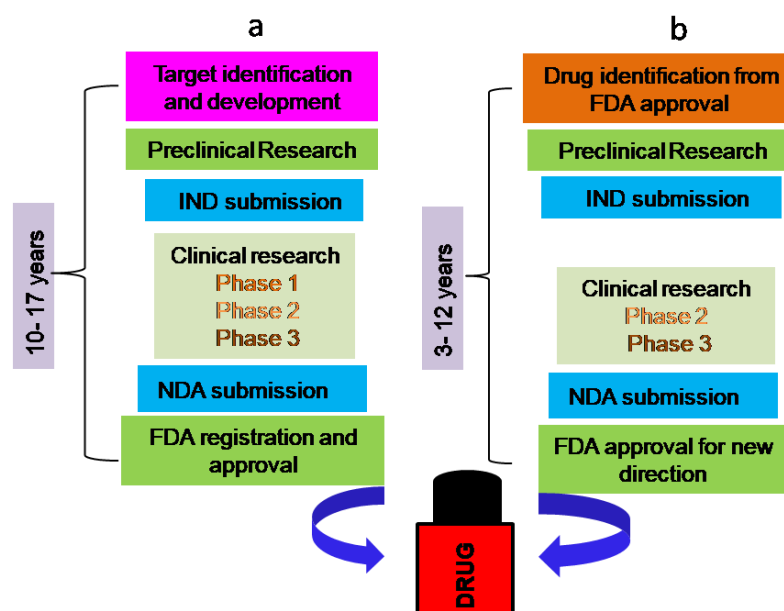 a
Target identification
and development
Preclinical Research
IND submission
Clinical research
Phase 1
Phase 2
Phase 3
NDA submission
FDA registration and
approval
10- 17 years
b
Drug identification from
FDA approval
Preclinical Research
IND submission
Clinical research
Phase 2
Phase 3
NDA submission
FDA approval for new
direction
3- 12 years
DRUG